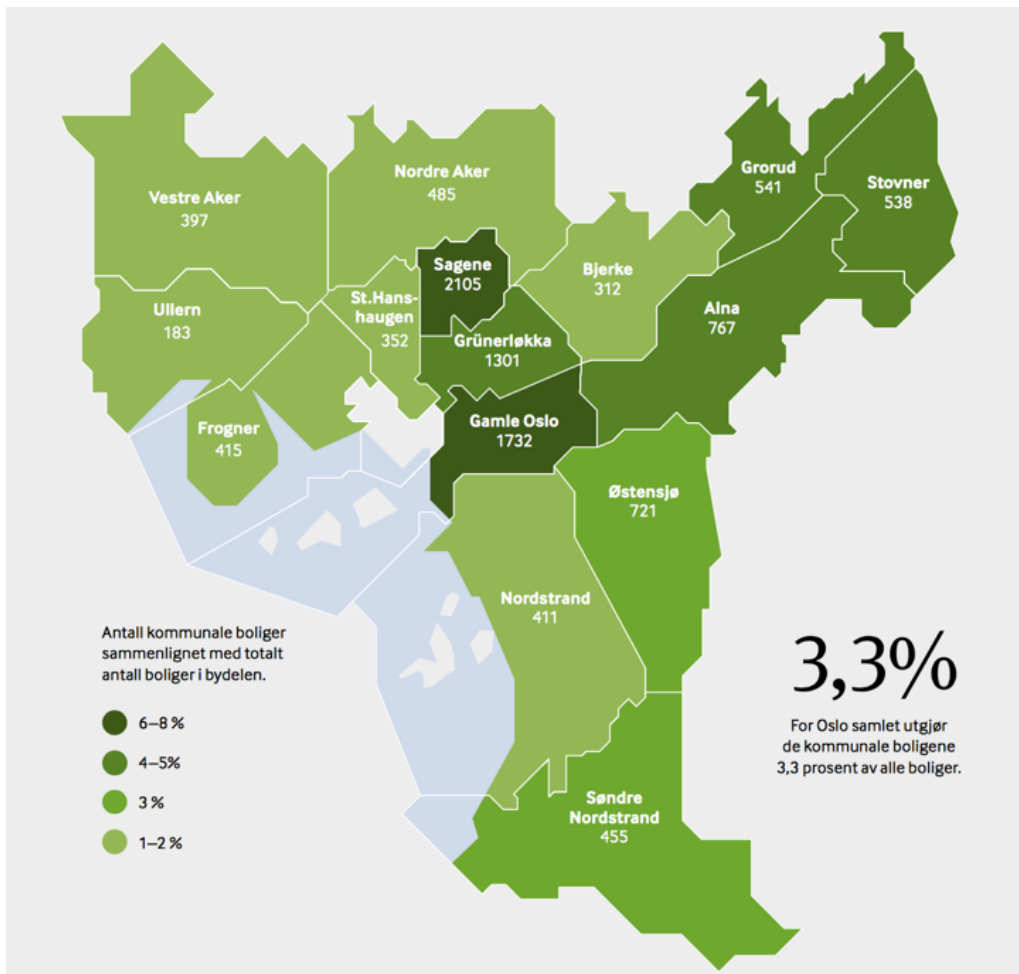 Vestre Aker
397
Nordre Aker
485
Grorud
541
Stovner
538
Sagene
2105
Bjerke
312
Ullern
183
St.Hans-
haugen
352
Grünerløkka
1301
Alna
767
Frogner
415
Gamle Oslo
1732
Østensjø
721
Nordstrand
411
Søndre
Nordstrand
455
Antall kommunale boliger
sammenlignet med totalt
antall boliger i bydelen.
6–8 %
4–5%
3 %
1–2 %
3,3%
For Oslo samlet utgjør
de kommunale boligene
3,3 prosent av alle boliger.